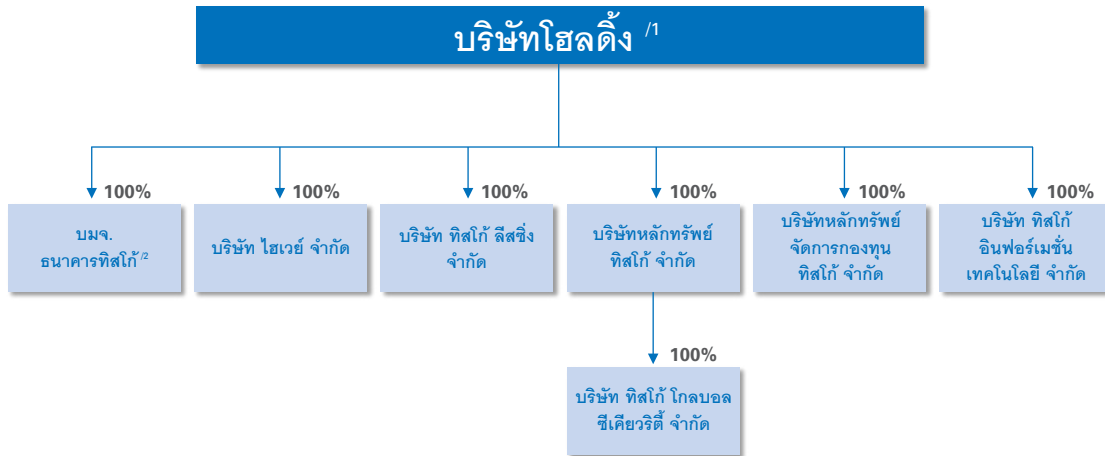 บริษัทโฮลดิ้ง /1
100%
100%
100%
100%
100%
100%
บมจ.
ธนาคารทิสโก้ /2
บริษัท ไฮเวย์ จำกัด
บริษัท ทิสโก้ ลีสซิ่ง
จำกัด
บริษัทหลักทรัพย์
ทิสโก้ จำกัด
บริษัทหลักทรัพย์
จัดการกองทุน
ทิสโก้ จำกัด
บริษัท ทิสโก้
อินฟอร์เมชั่น
เทคโนโลยี จำกัด
100%
บริษัท ทิสโก้ โกลบอล
ซีเคียวริตี้ จำกัด